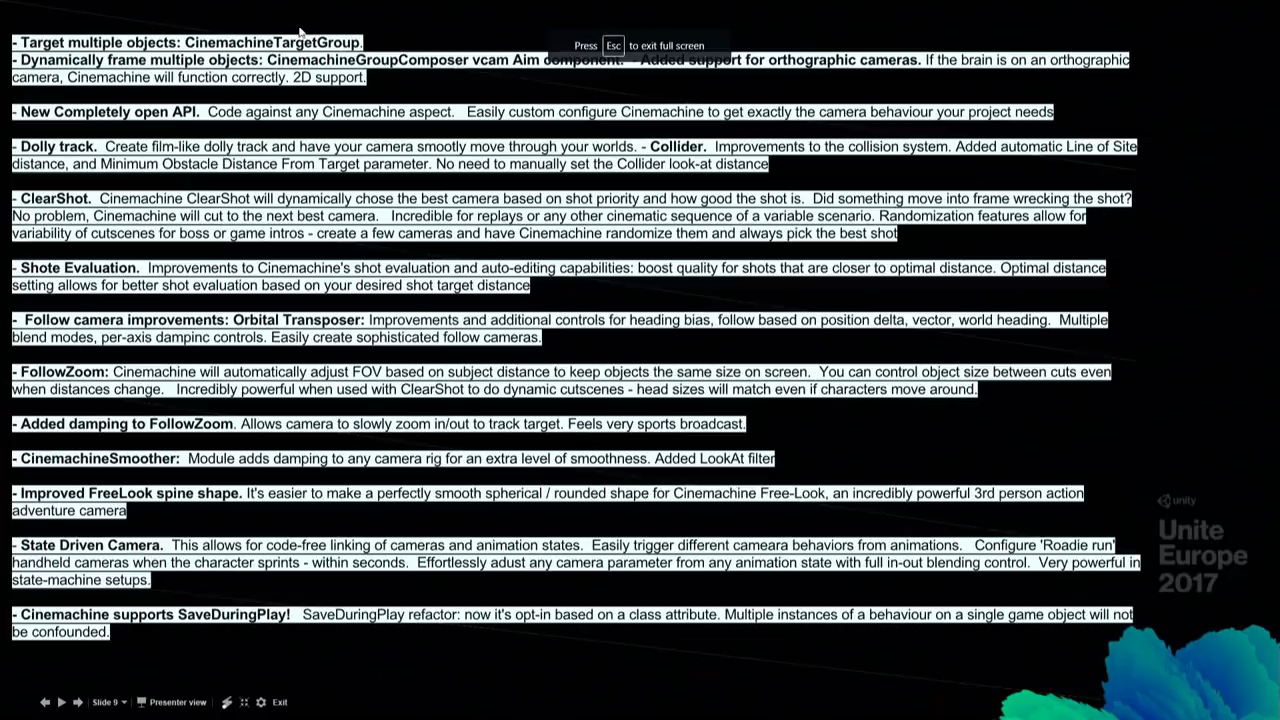 - Target multiple objects: CinemachineTargetGroup.
Press Esc to exit full screen
- Dynamically frame multiple objects: CinemachineGroupComposer vcam Aim component. - Added support for orthographic cameras. If the brain is on an orthographic
camera, Cinemachine will function correctly. 2D support.
- New Completely open API. Code against any Cinemachine aspect. Easily custom configure Cinemachine to get exactly the camera behaviour your project needs
- Dolly track. Create film-like dolly track and have your camera smootly move through your worlds. - Collider. Improvements to the collision system. Added automatic Line of Site
distance, and Minimum Obstacle Distance From Target parameter. No need to manually set the Collider look-at distance
- ClearShot. Cinemachine ClearShot will dynamically chose the best camera based on shot priority and how good the shot is. Did something move into frame wrecking the shot?
No problem, Cinemachine will cut to the next best camera. Incredible for replays or any other cinematic sequence of a variable scenario. Randomization features allow for
variability of cutscenes for boss or game intros - create a few cameras and have Cinemachine randomize them and always pick the best shot
- Shote Evaluation. Improvements to Cinemachine's shot evaluation and auto-editing capabilities: boost quality for shots that are closer to optimal distance. Optimal distance
setting allows for better shot evaluation based on your desired shot target distance
- Follow camera improvements: Orbital Transposer: Improvements and additional controls for heading bias, follow based on position delta, vector, world heading. Multiple
blend modes, per-axis dampinc controls. Easily create sophisticated follow cameras.
- FollowZoom: Cinemachine will automatically adjust FOV based on subject distance to keep objects the same size on screen. You can control object size between cuts even
when distances change. Incredibly powerful when used with ClearShot to do dynamic cutscenes - head sizes will match even if characters move around.
- Added damping to FollowZoom. Allows camera to slowly zoom in/out to track target. Feels very sports broadcast.
- CinemachineSmoother: Module adds damping to any camera rig for an extra level of smoothness. Added LookAt filter
- Improved FreeLook spine shape. It's easier to make a perfectly smooth spherical / rounded shape for Cinemachine Free-Look, an incredibly powerful 3rd person action
adventure camera
- State Driven Camera. This allows for code-free linking of cameras and animation states. Easily trigger different cameara behaviors from animations. Configure 'Roadie run'
handheld cameras when the character sprints - within seconds. Effortlessly adust any camera parameter from any animation state with full in-out blending control. Very powerful in
state-machine setups.
- Cinemachine supports SaveDuringPlay! SaveDuringPlay refactor: now it's opt-in based on a class attribute. Multiple instances of a behaviour on a single game object will not
be confounded.
unity
Unite
Europe
2017
Slide 9 Presenter view Exit